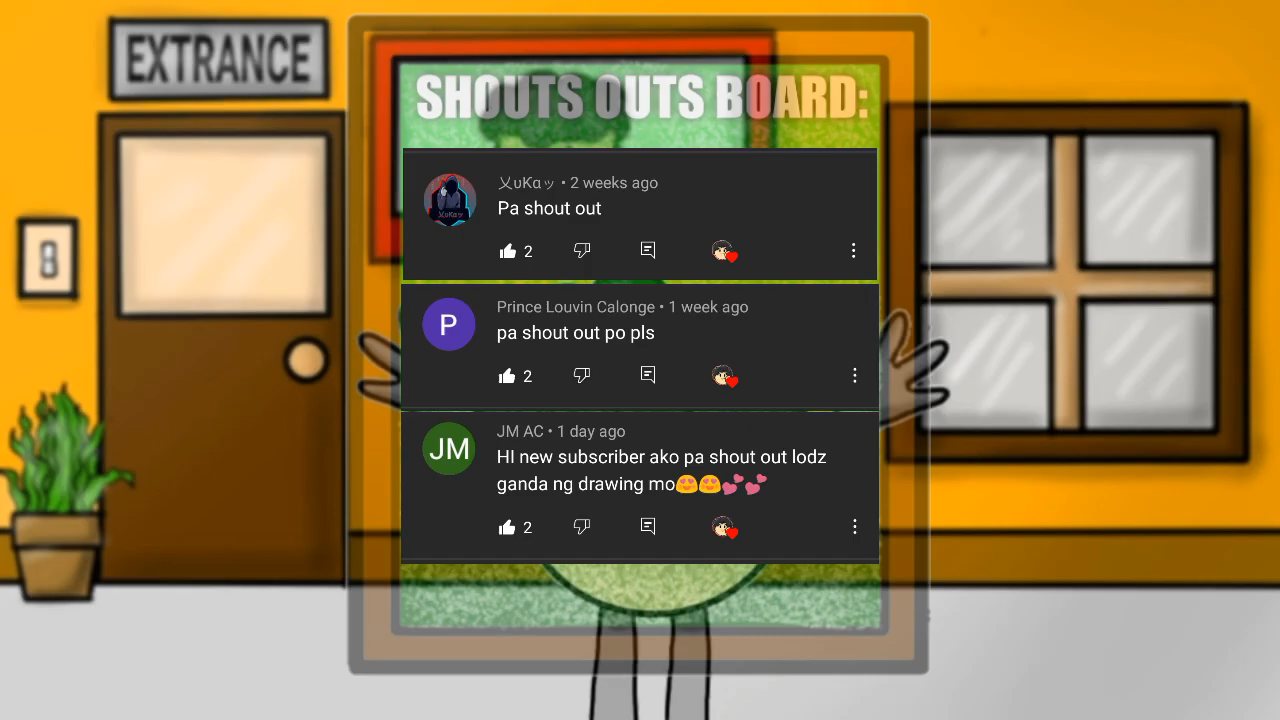 EXTRANCE
SHOUTS OUTS BOARD:
乂υKαッ • 2 weeks ago
Pa shout out
2
P
Prince Louvin Calonge • 1 week ago
pa shout out po pls
2
JM
JM AC • 1 day ago
HI new subscriber ako pa shout out lodz
ganda ng drawing mo😍😍💕💕
2